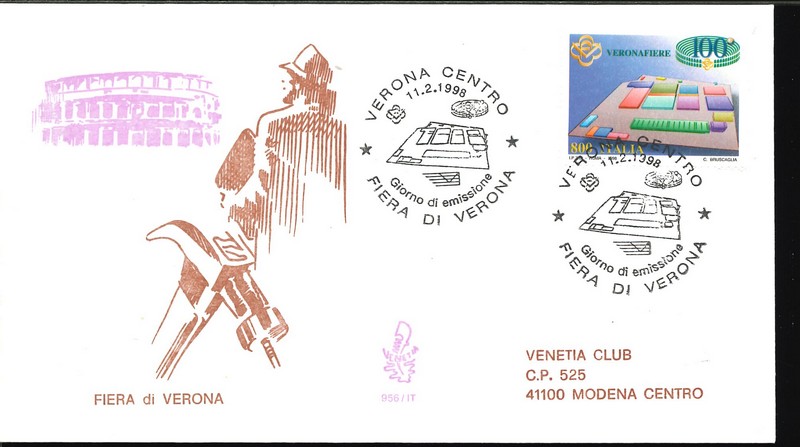 VERONA CENTRO
11.2.1998
Giorno di emissione
FIERA DI VERONA
VERONAFIERE
100
800 ITALIA
C. BRUSCAGLIA
VERONA CENTRO
11.2.1998
Giorno di emissione
FIERA DI VERONA
VENETIA
956/IT
FIERA di VERONA
VENETIA CLUB
C.P. 525
41100 MODENA CENTRO